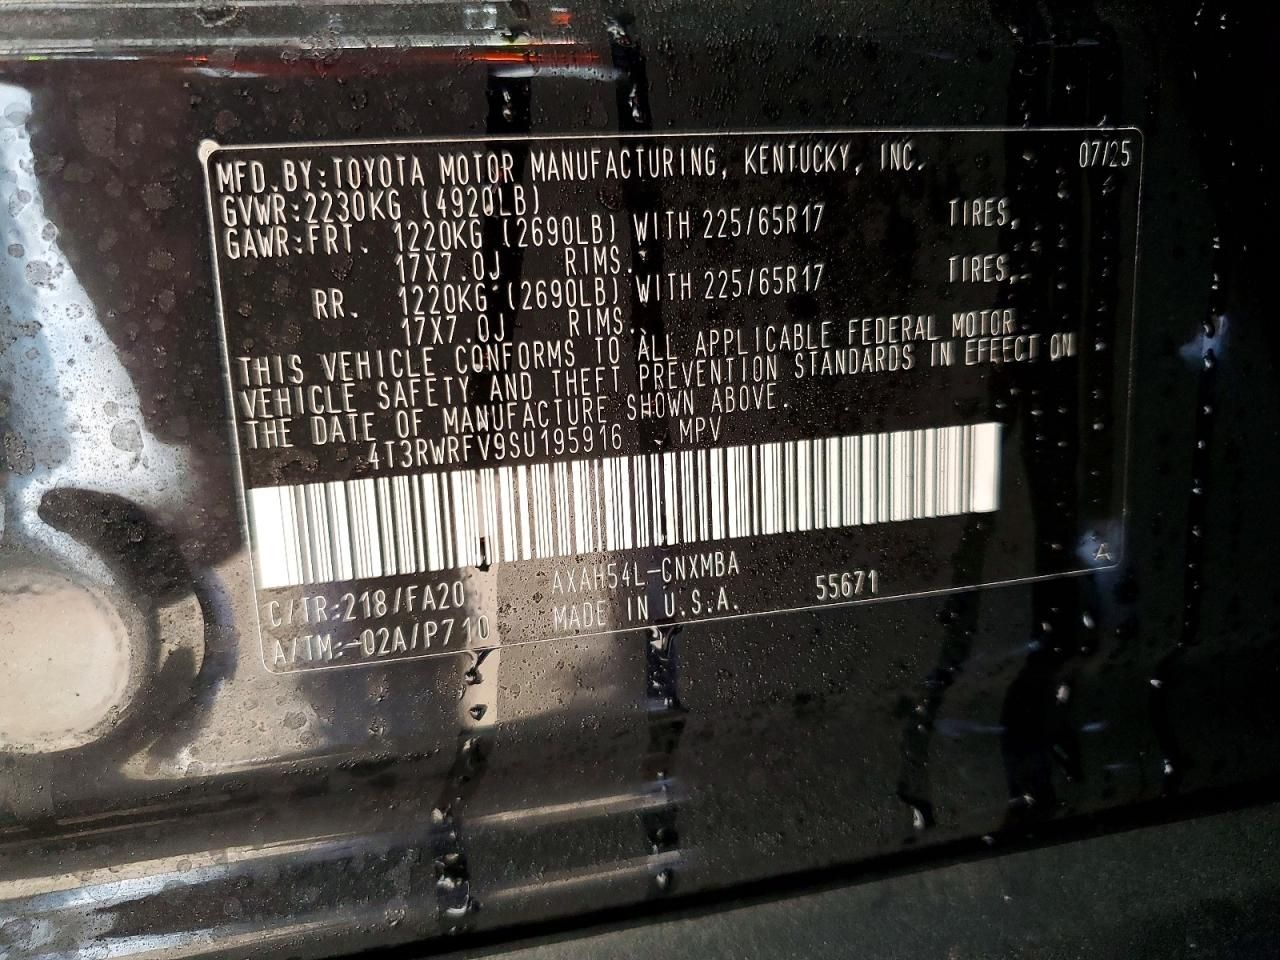 MFD.BY:TOYOTA MOTOR MANUFACTURING, KENTUCKY, INC. 07/25
GVWR:2230KG (4920LB)
GAWR:FRT. 1220KG (2690LB) WITH 225/65R17 TIRES,
17X7.0J RIMS.
RR. 1220KG (2690LB) WITH 225/65R17 TIRES,
17X7.0J RIMS.
THIS VEHICLE CONFORMS TO ALL APPLICABLE FEDERAL MOTOR
VEHICLE SAFETY AND THEFT PREVENTION STANDARDS IN EFFECT ON
THE DATE OF MANUFACTURE SHOWN ABOVE.
4T3RWRFV9SU195916 MPV
C/TR:218/FA20 AXAH54L-CNXMBA A
A/TM:-02A/P710 MADE IN U.S.A. 55671